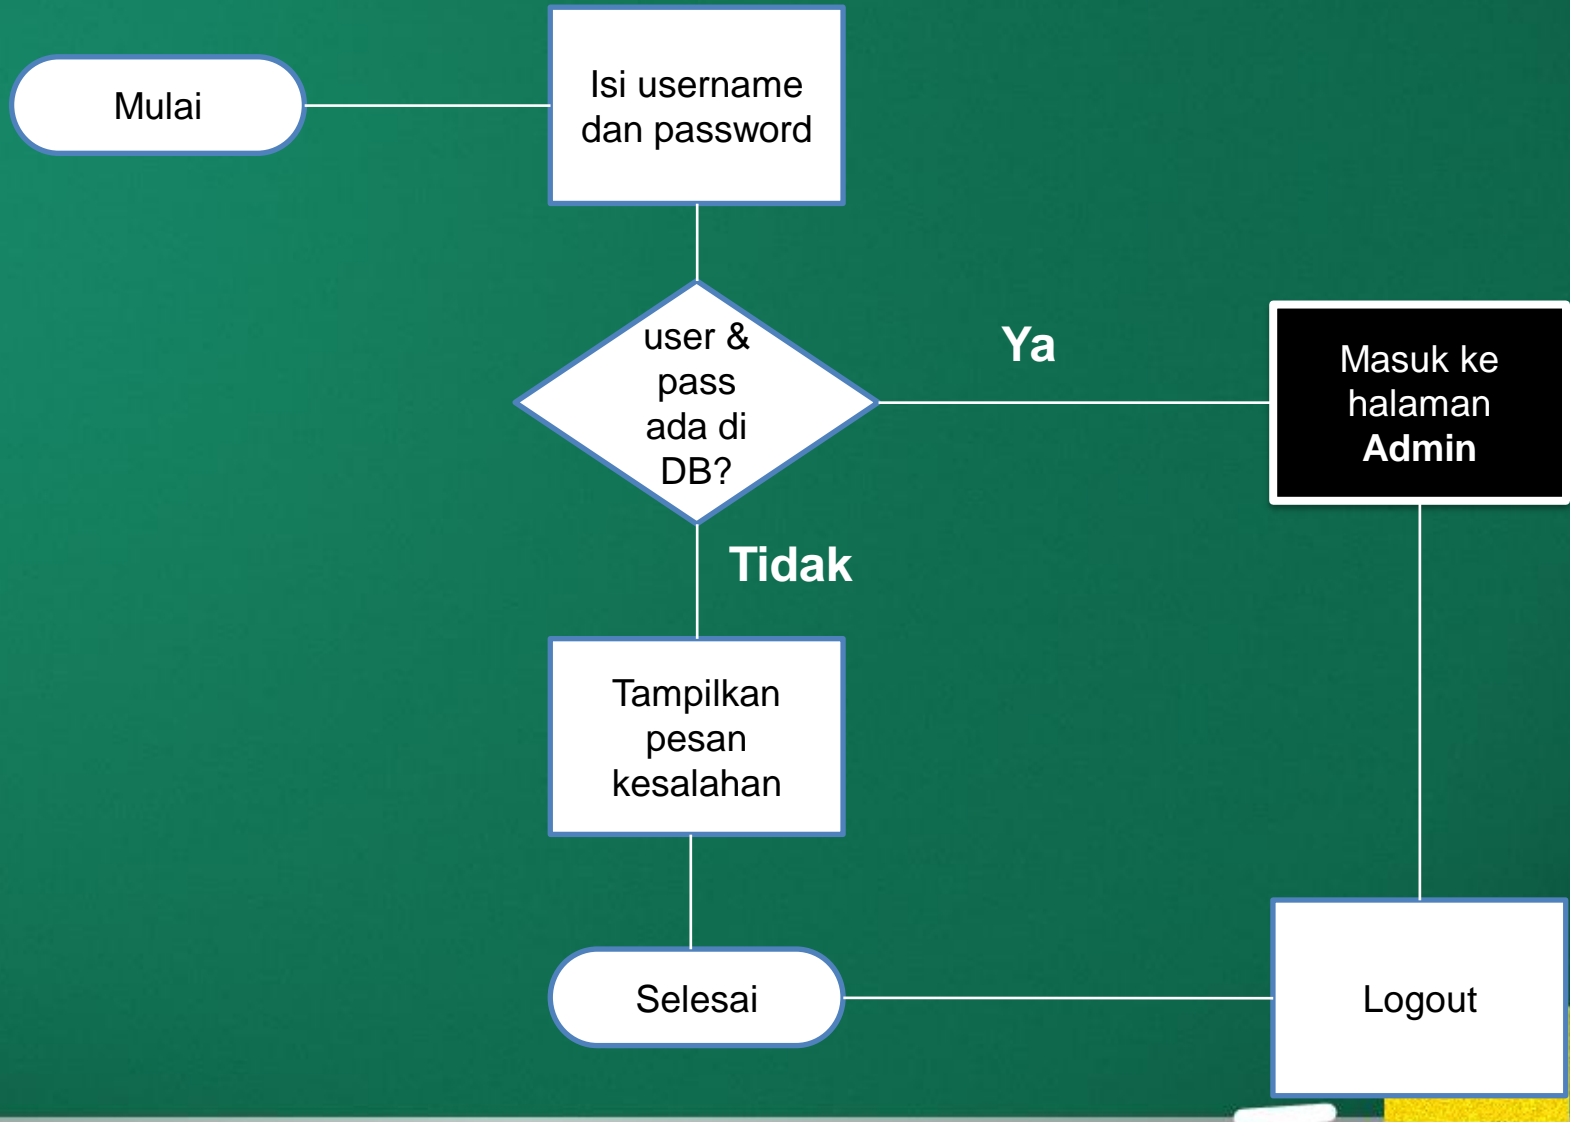 Mulai
Isi username
dan password
user &
pass
ada di
DB?
Ya
Masuk ke
halaman
Admin
Tidak
Tampilkan
pesan
kesalahan
Selesai
Logout